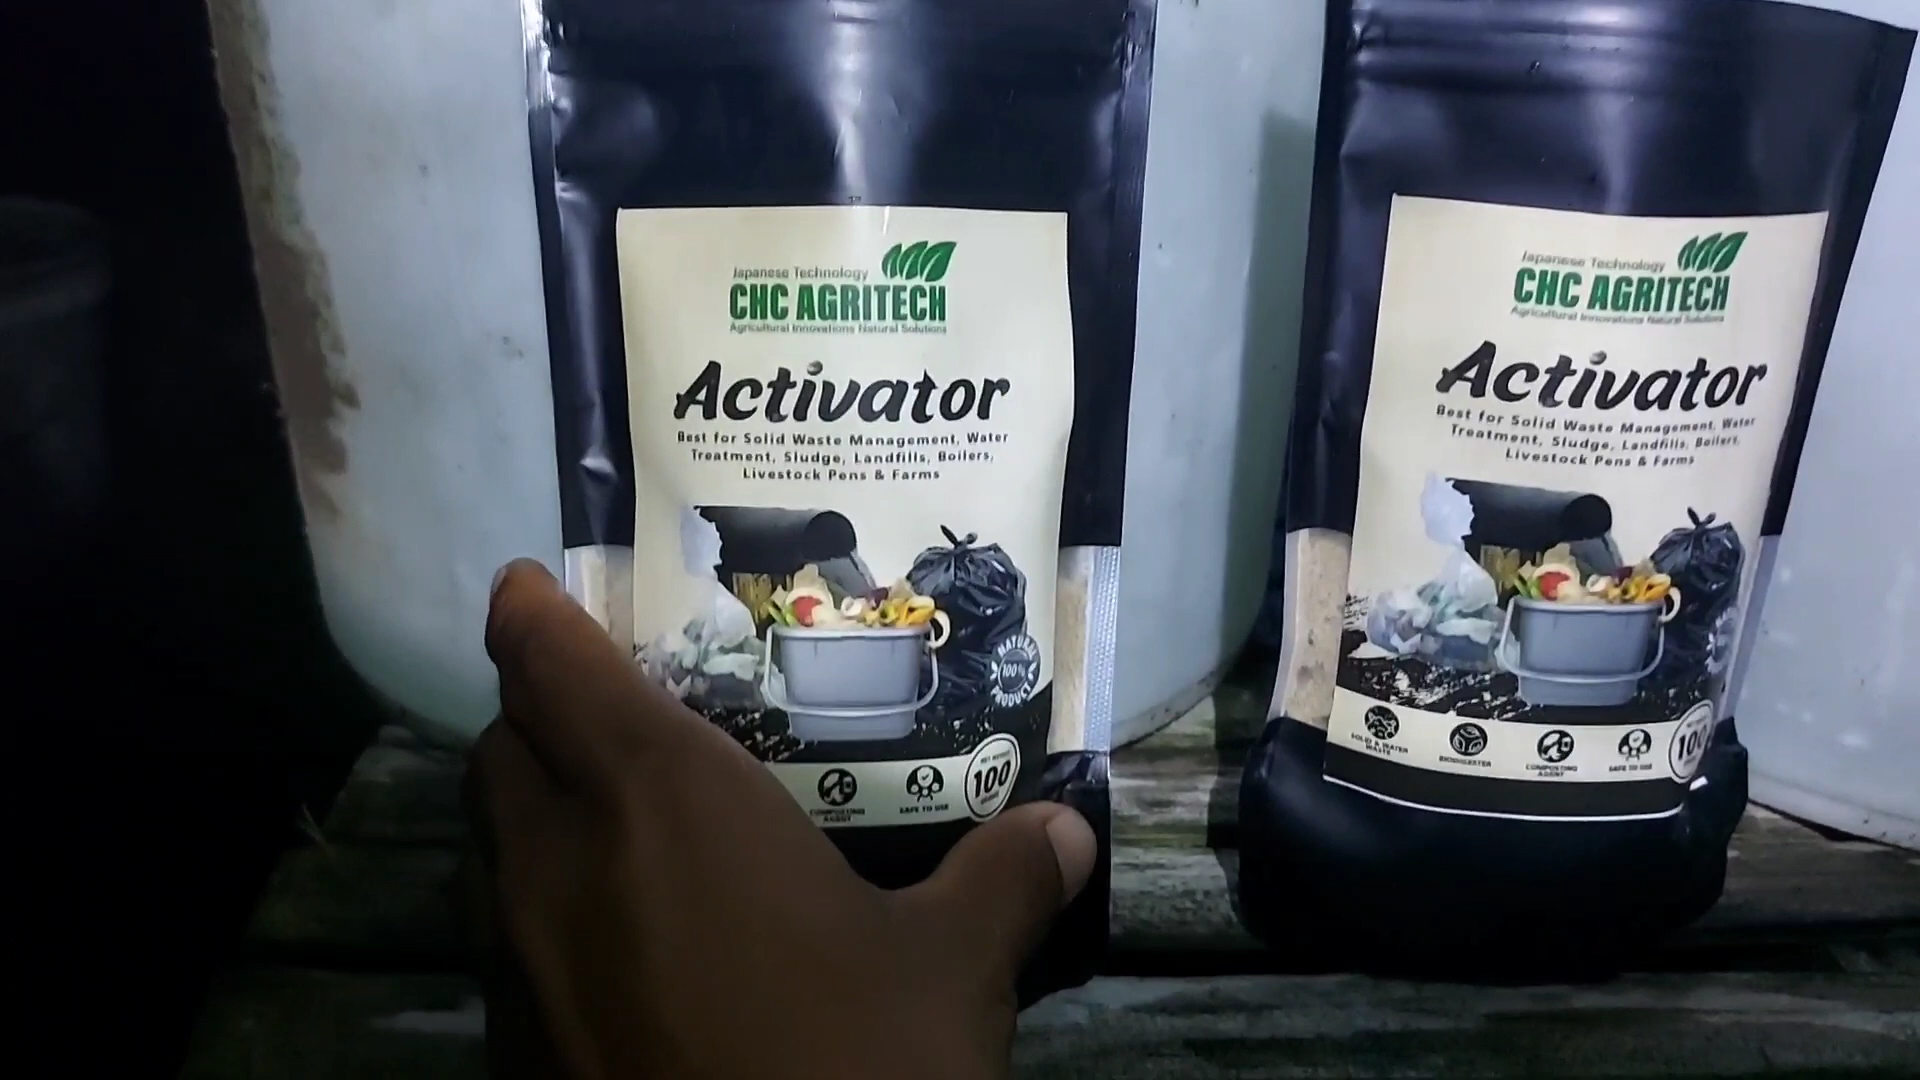 Japanese Technology
CHC AGRITECH
Agricultural Innovations Natural Solutions
Activator
Best for Solid Waste Management, Water
Treatment, Sludge, Landfills, Boilers,
Livestock Pens & Farms
NATURAL
100%
PRODUCT
COMPOSTING
AGENT
SAFE TO USE
NET WEIGHT
100
GRAMS
Japanese Technology
CHC AGRITECH
Agricultural Innovations Natural Solutions
Activator
Best for Solid Waste Management, Water
Treatment, Sludge, Landfills, Boilers,
Livestock Pens & Farms
SOLID & WATER
WASTE
BIODIGESTER
COMPOSTING
AGENT
SAFE TO USE
100